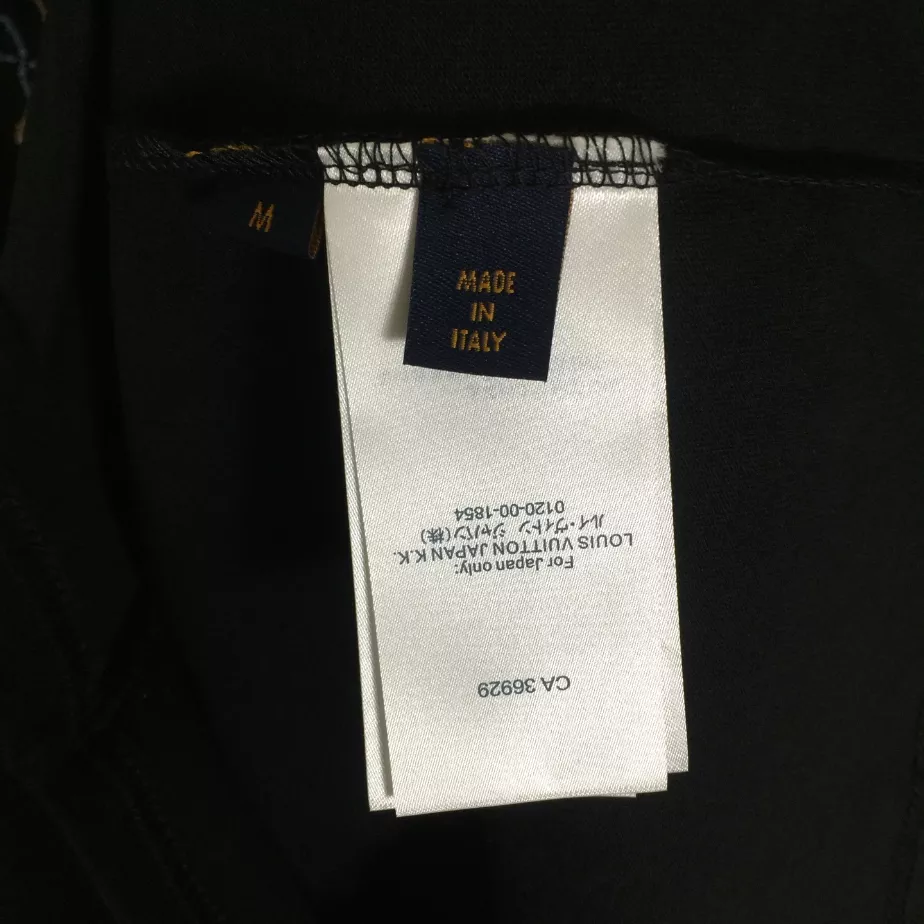 M
MADE
IN
ITALY
CA 36929
For Japan only:
LOUIS VUITTON JAPAN K.K.
ルイ・ヴィトン ジャパン(株)
0120-00-1854